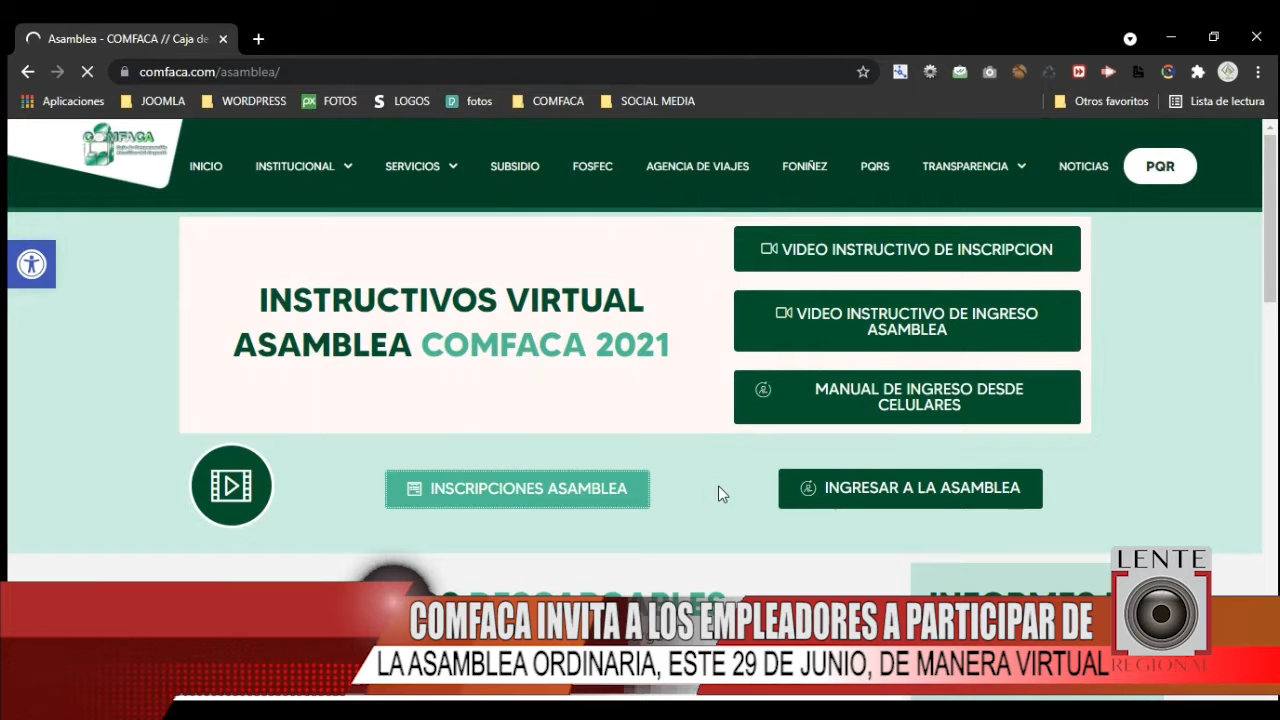 Asamblea - COMFACA // Caja de
comfaca.com/asamblea/
Aplicaciones JOOMLA WORDPRESS px FOTOS S LOGOS D fotos COMFACA SOCIAL MEDIA Otros favoritos Lista de lectura
COMFACA
INICIO INSTITUCIONAL SERVICIOS SUBSIDIO FOSFEC AGENCIA DE VIAJES FONIÑEZ PQRS TRANSPARENCIA NOTICIAS PQR
INSTRUCTIVOS VIRTUAL
ASAMBLEA COMFACA 2021
VIDEO INSTRUCTIVO DE INSCRIPCION
VIDEO INSTRUCTIVO DE INGRESO
ASAMBLEA
MANUAL DE INGRESO DESDE
CELULARES
INSCRIPCIONES ASAMBLEA
INGRESAR A LA ASAMBLEA
LENTE
REGIONAL
COMFACA INVITA A LOS EMPLEADORES A PARTICIPAR DE
LA ASAMBLEA ORDINARIA, ESTE 29 DE JUNIO, DE MANERA VIRTUAL